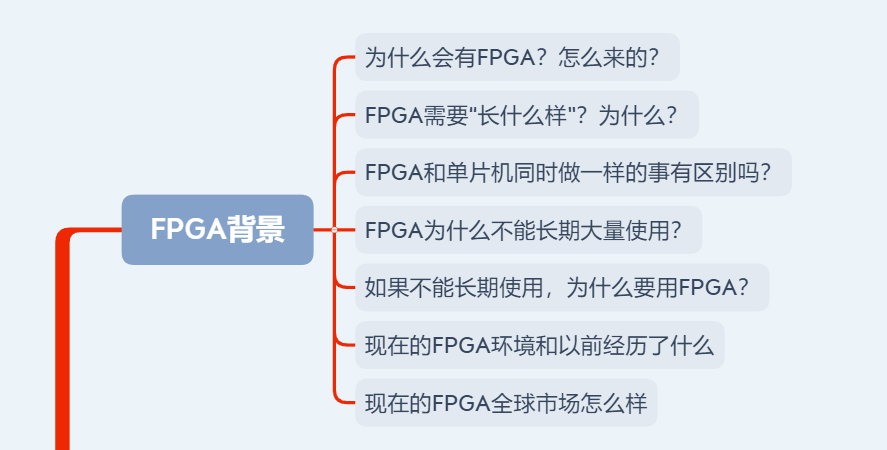 为什么会有FPGA？怎么来的？
FPGA需要"长什么样"？为什么？
FPGA和单片机同时做一样的事有区别吗？
FPGA背景
FPGA为什么不能长期大量使用？
如果不能长期使用，为什么要用FPGA？
现在的FPGA环境和以前经历了什么
现在的FPGA全球市场怎么样